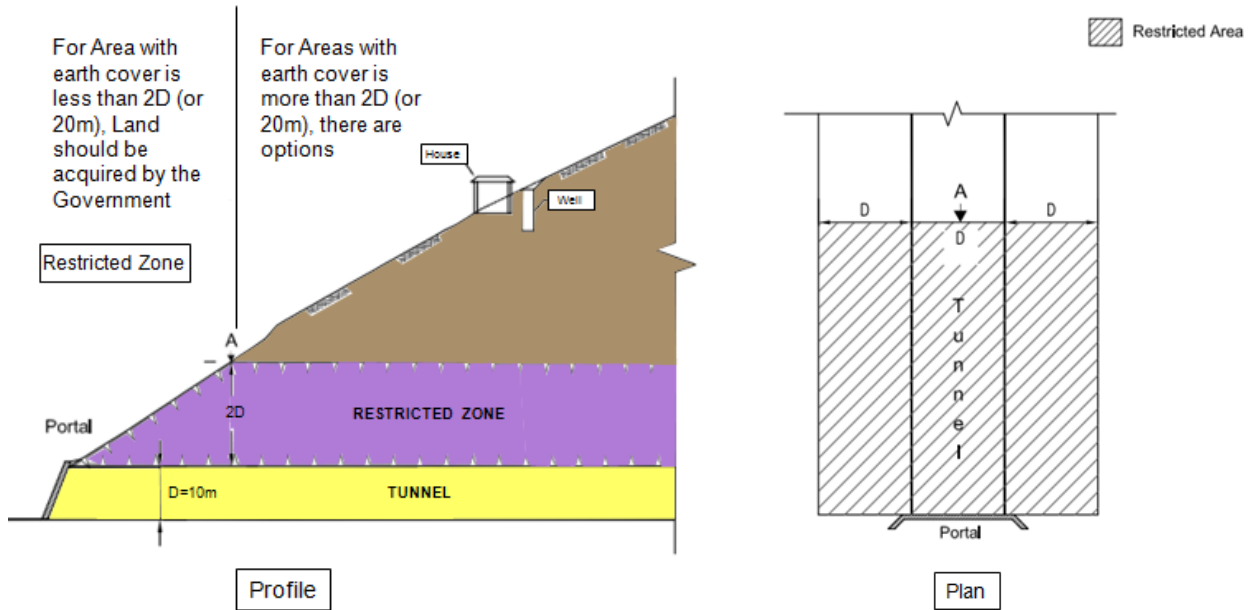 For Area with
earth cover is
less than 2D (or
20m), Land
should be
acquired by the
Government
For Areas with
earth cover is
more than 2D (or
20m), there are
options
Restricted Zone
House
Well
A
2D
RESTRICTED ZONE
Portal
D=10m
TUNNEL
Profile
Restricted Area
A
D
D
D
Tunnel
Portal
Plan